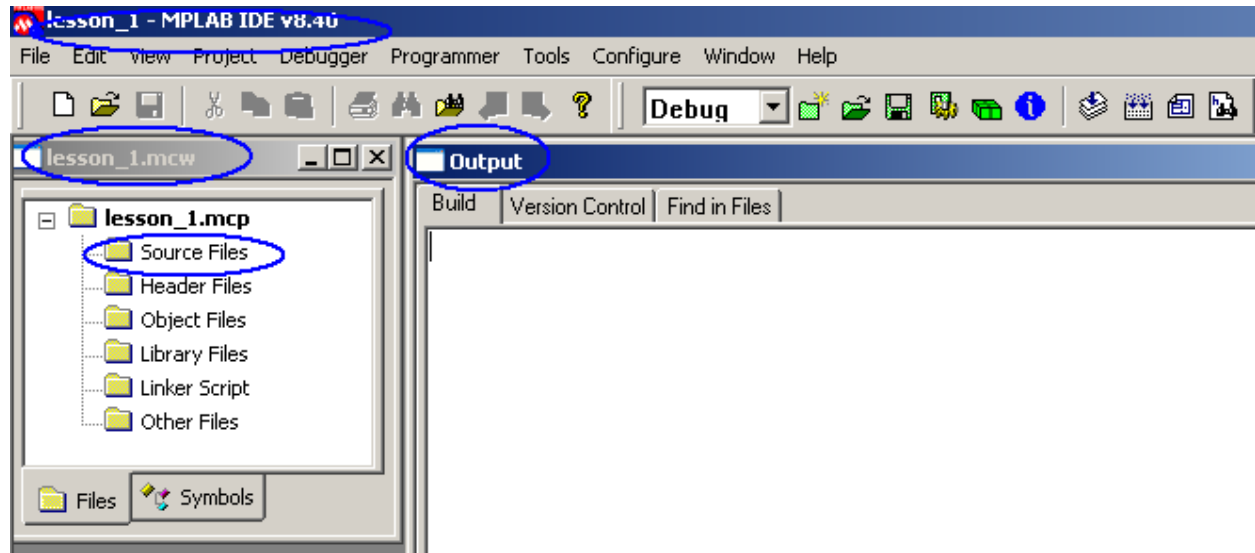 lesson_1 - MPLAB IDE v8.40
File Edit View Project Debugger Programmer Tools Configure Window Help
Debug
lesson_1.mcw
Output
lesson_1.mcp
Source Files
Header Files
Object Files
Library Files
Linker Script
Other Files
Files Symbols
Build Version Control Find in Files